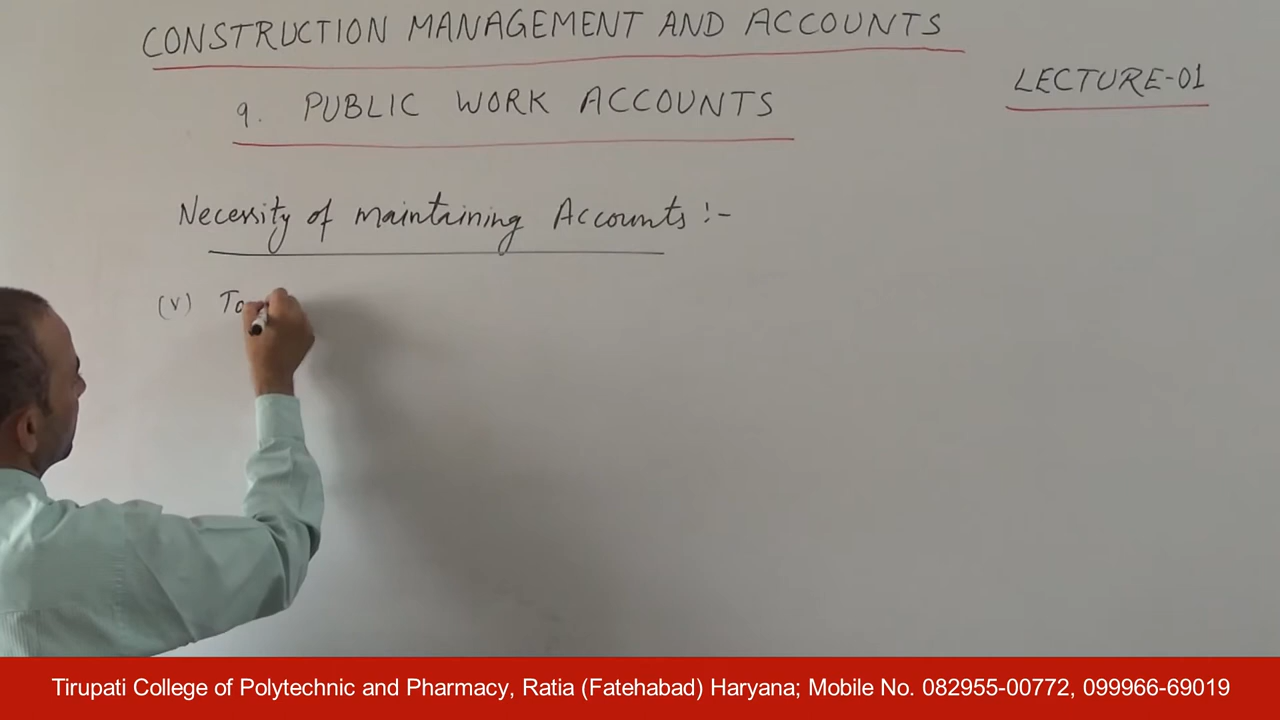 CONSTRUCTION MANAGEMENT AND ACCOUNTS
LECTURE-01
9. PUBLIC WORK ACCOUNTS
Necessity of maintaining Accounts :-
(v) To
Tirupati College of Polytechnic and Pharmacy, Ratia (Fatehabad) Haryana; Mobile No. 082955-00772, 099966-69019